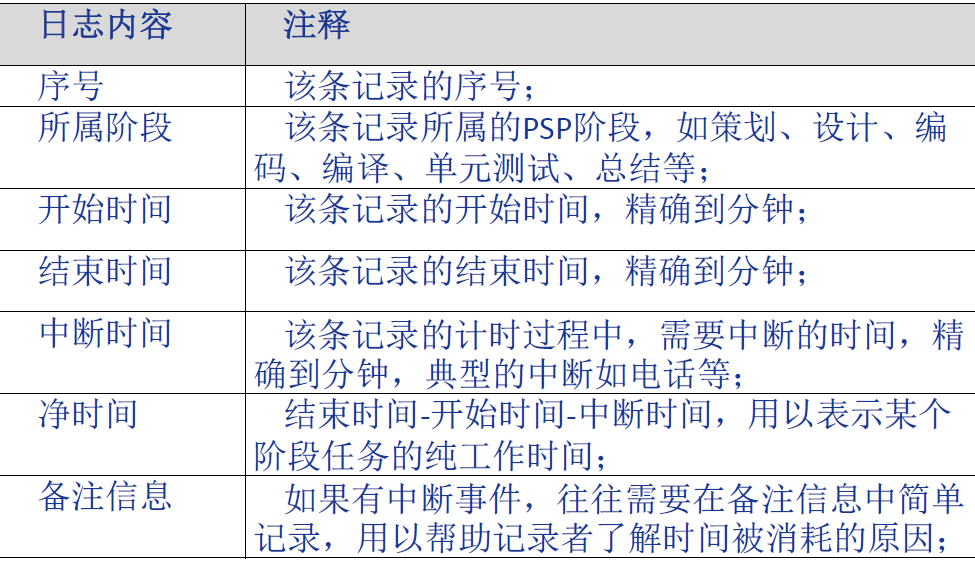 日志内容 注释
序号 该条记录的序号；
所属阶段 该条记录所属的PSP阶段，如策划、设计、编
码、编译、单元测试、总结等；
开始时间 该条记录的开始时间，精确到分钟；
结束时间 该条记录的结束时间，精确到分钟；
中断时间 该条记录的计时过程中，需要中断的时间，精
确到分钟，典型的中断如电话等；
净时间 结束时间-开始时间-中断时间，用以表示某个
阶段任务的纯工作时间；
备注信息 如果有中断事件，往往需要在备注信息中简单
记录，用以帮助记录者了解时间被消耗的原因；